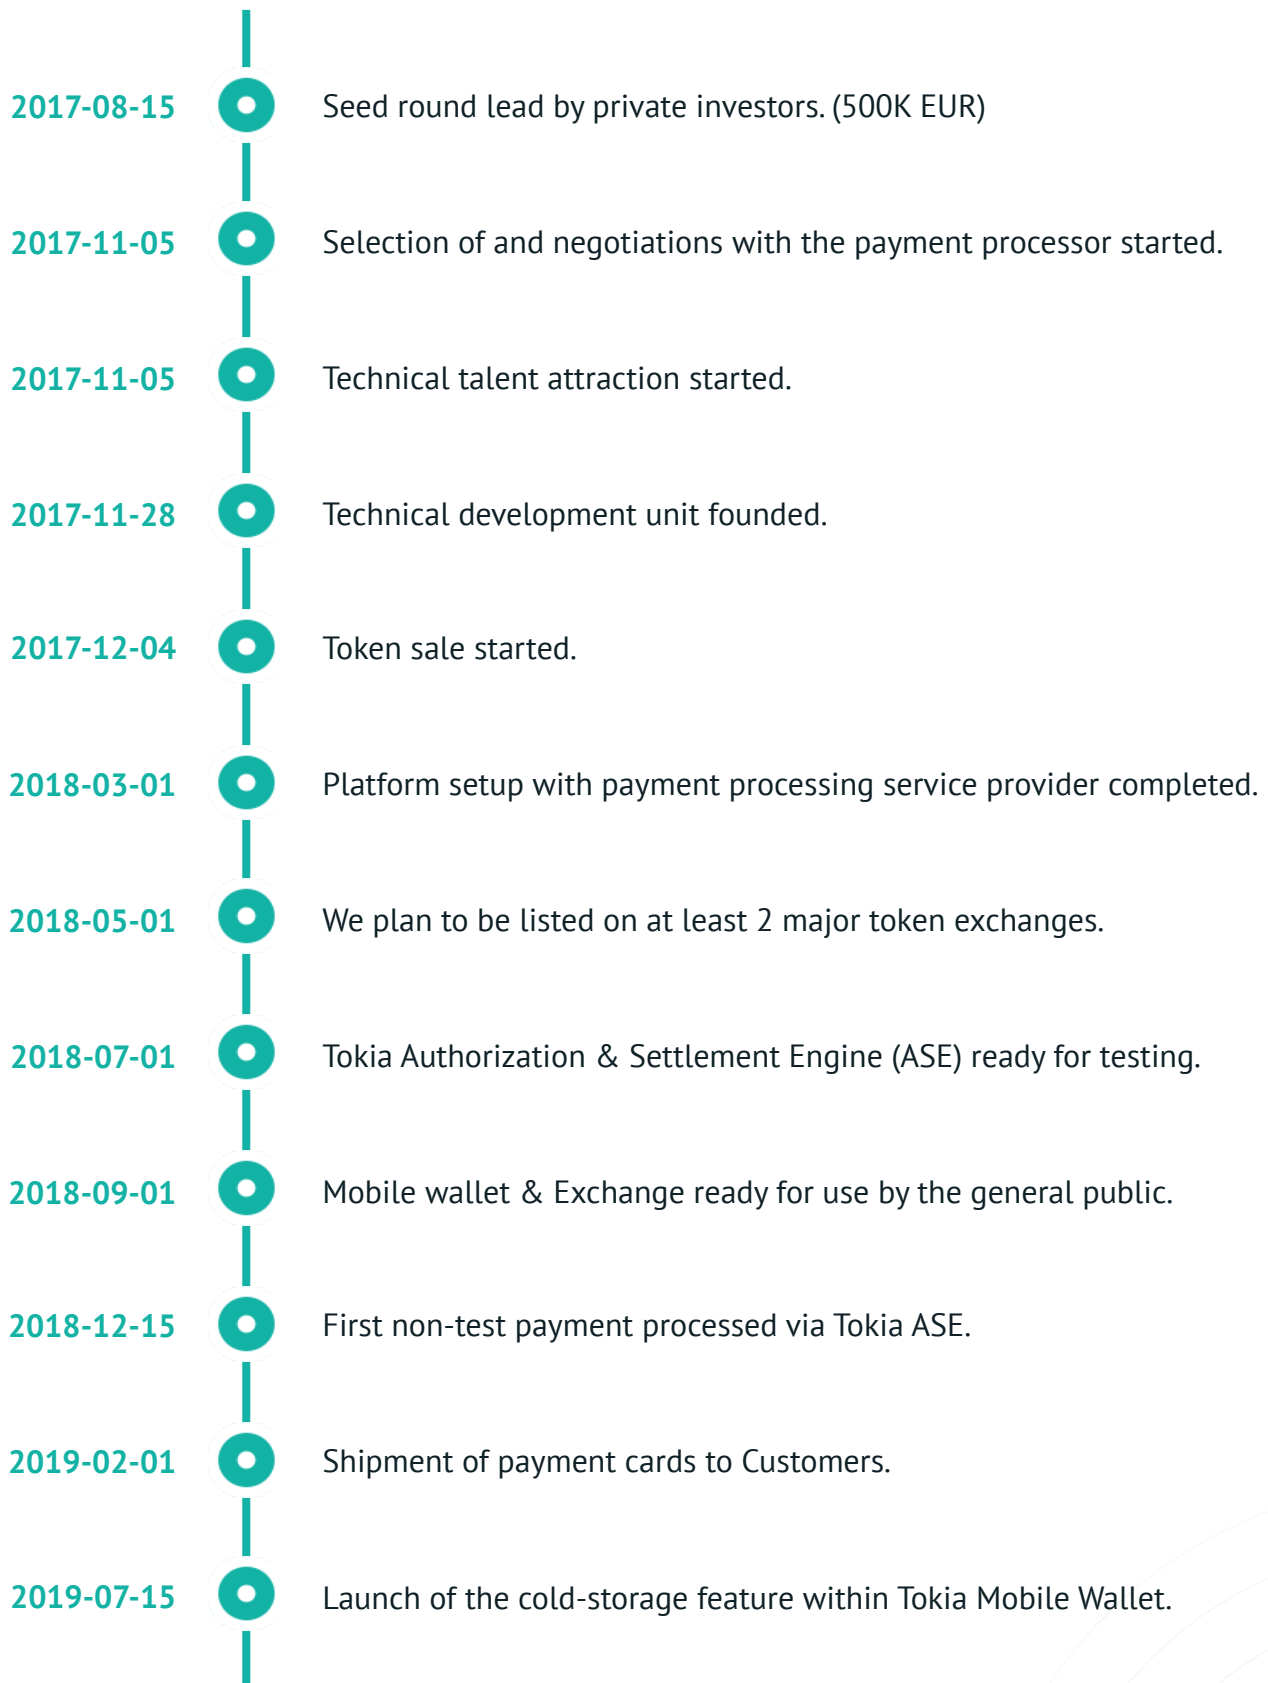 2017-08-15 Seed round lead by private investors. (500K EUR)
2017-11-05 Selection of and negotiations with the payment processor started.
2017-11-05 Technical talent attraction started.
2017-11-28 Technical development unit founded.
2017-12-04 Token sale started.
2018-03-01 Platform setup with payment processing service provider completed.
2018-05-01 We plan to be listed on at least 2 major token exchanges.
2018-07-01 Tokia Authorization & Settlement Engine (ASE) ready for testing.
2018-09-01 Mobile wallet & Exchange ready for use by the general public.
2018-12-15 First non-test payment processed via Tokia ASE.
2019-02-01 Shipment of payment cards to Customers.
2019-07-15 Launch of the cold-storage feature within Tokia Mobile Wallet.